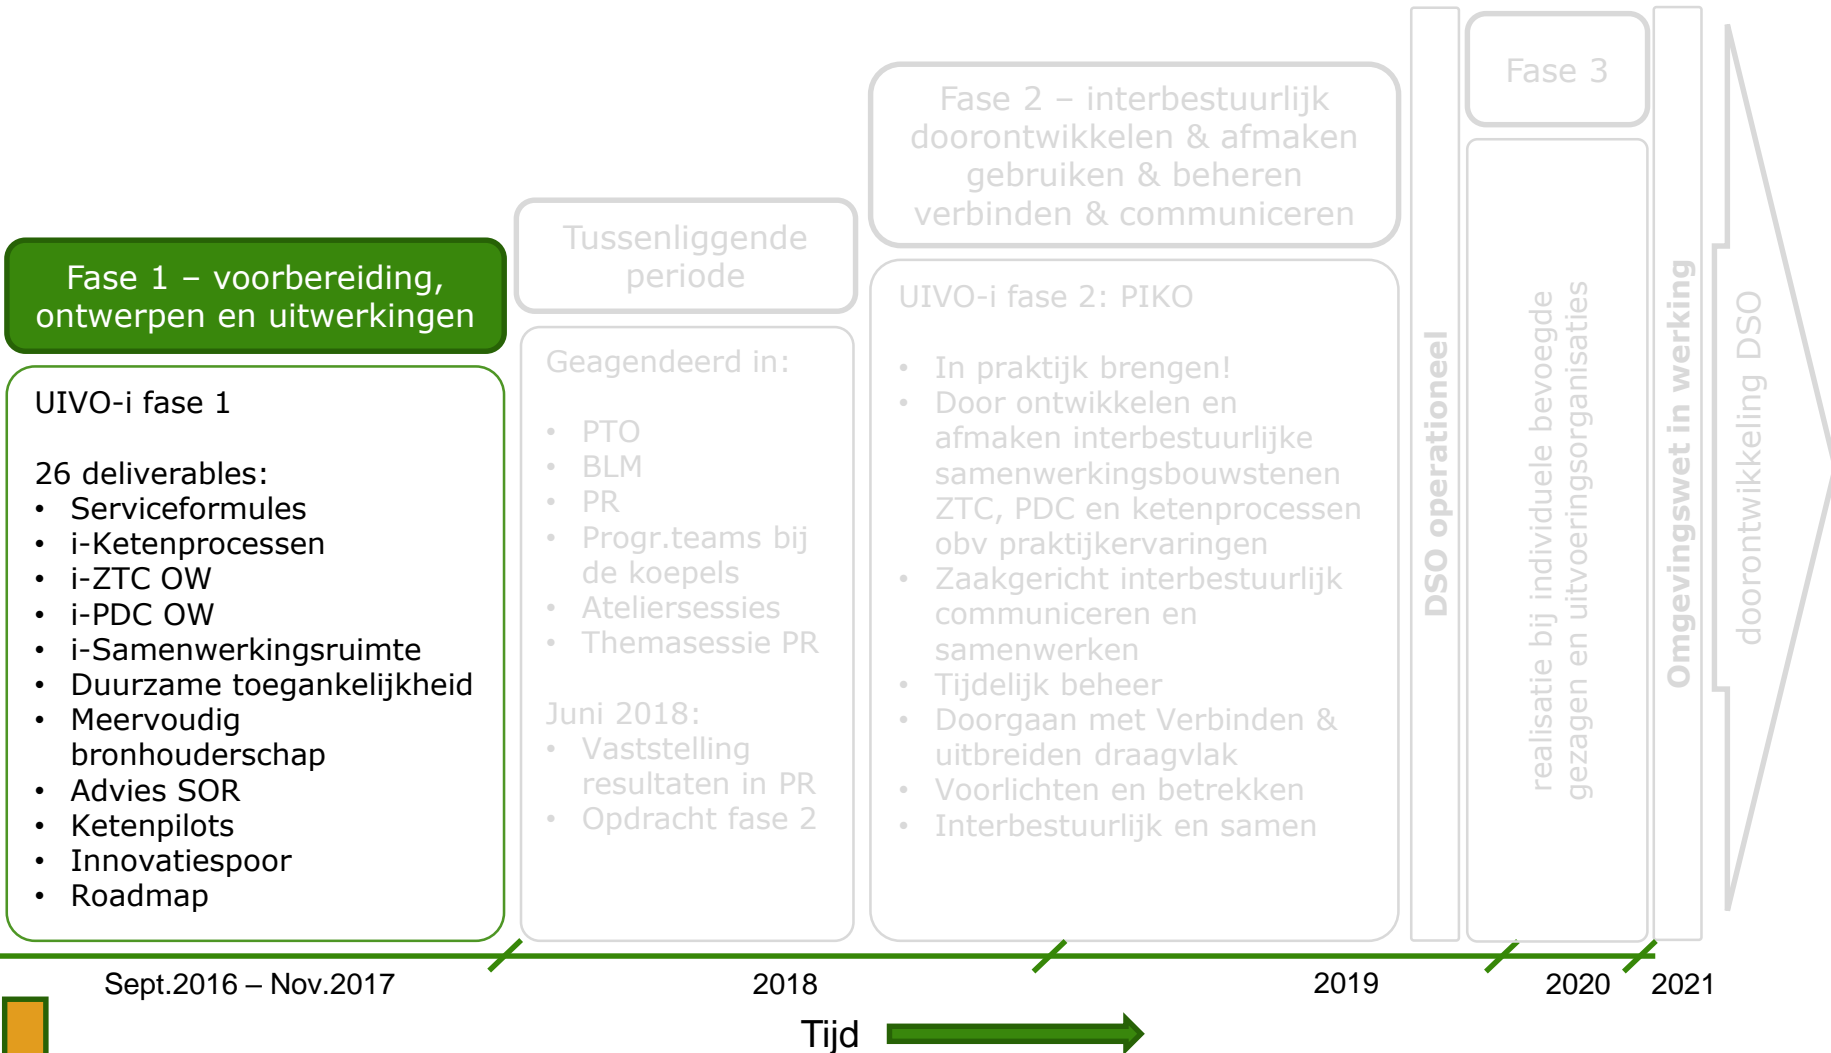 Fase 1 – voorbereiding,
ontwerpen en uitwerkingen
UIVO-i fase 1
26 deliverables:
• Serviceformules
• i-Ketenprocessen
• i-ZTC OW
• i-PDC OW
• i-Samenwerkingsruimte
• Duurzame toegankelijkheid
• Meervoudig
bronhouderschap
• Advies SOR
• Ketenpilots
• Innovatiespoor
• Roadmap
Tussenliggende
periode
Geagendeerd in:
• PTO
• BLM
• PR
• Progr.teams bij
de koepels
• Ateliersessies
• Themasessie PR
Juni 2018:
• Vaststelling
resultaten in PR
• Opdracht fase 2
Fase 2 – interbestuurlijk
doorontwikkelen & afmaken
gebruiken & beheren
verbinden & communiceren
UIVO-i fase 2: PIKO
• In praktijk brengen!
• Door ontwikkelen en
afmaken interbestuurlijke
samenwerkingsbouwstenen
ZTC, PDC en ketenprocessen
obv praktijkervaringen
• Zaakgericht interbestuurlijk
communiceren en
samenwerken
• Tijdelijk beheer
• Doorgaan met Verbinden &
uitbreiden draagvlak
• Voorlichten en betrekken
• Interbestuurlijk en samen
DSO operationeel
Fase 3
realisatie bij individuele bevoegde
gezagen en uitvoeringsorganisaties
Omgevingswet in werking
doorontwikkeling DSO
Sept.2016 – Nov.2017
2018
2019
2020
2021
Tijd